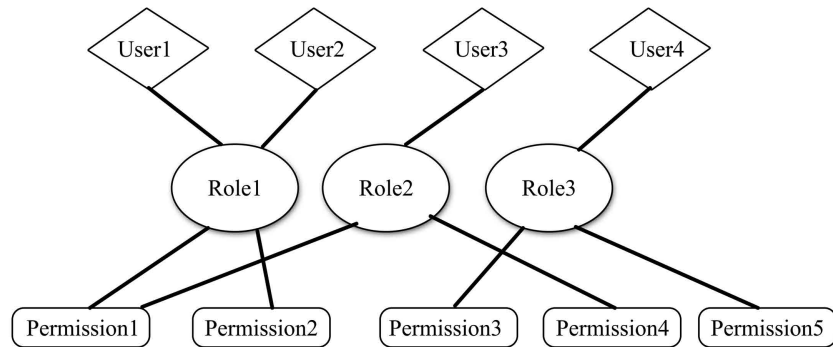 User1
User2
User3
User4
Role1
Role2
Role3
Permission1
Permission2
Permission3
Permission4
Permission5